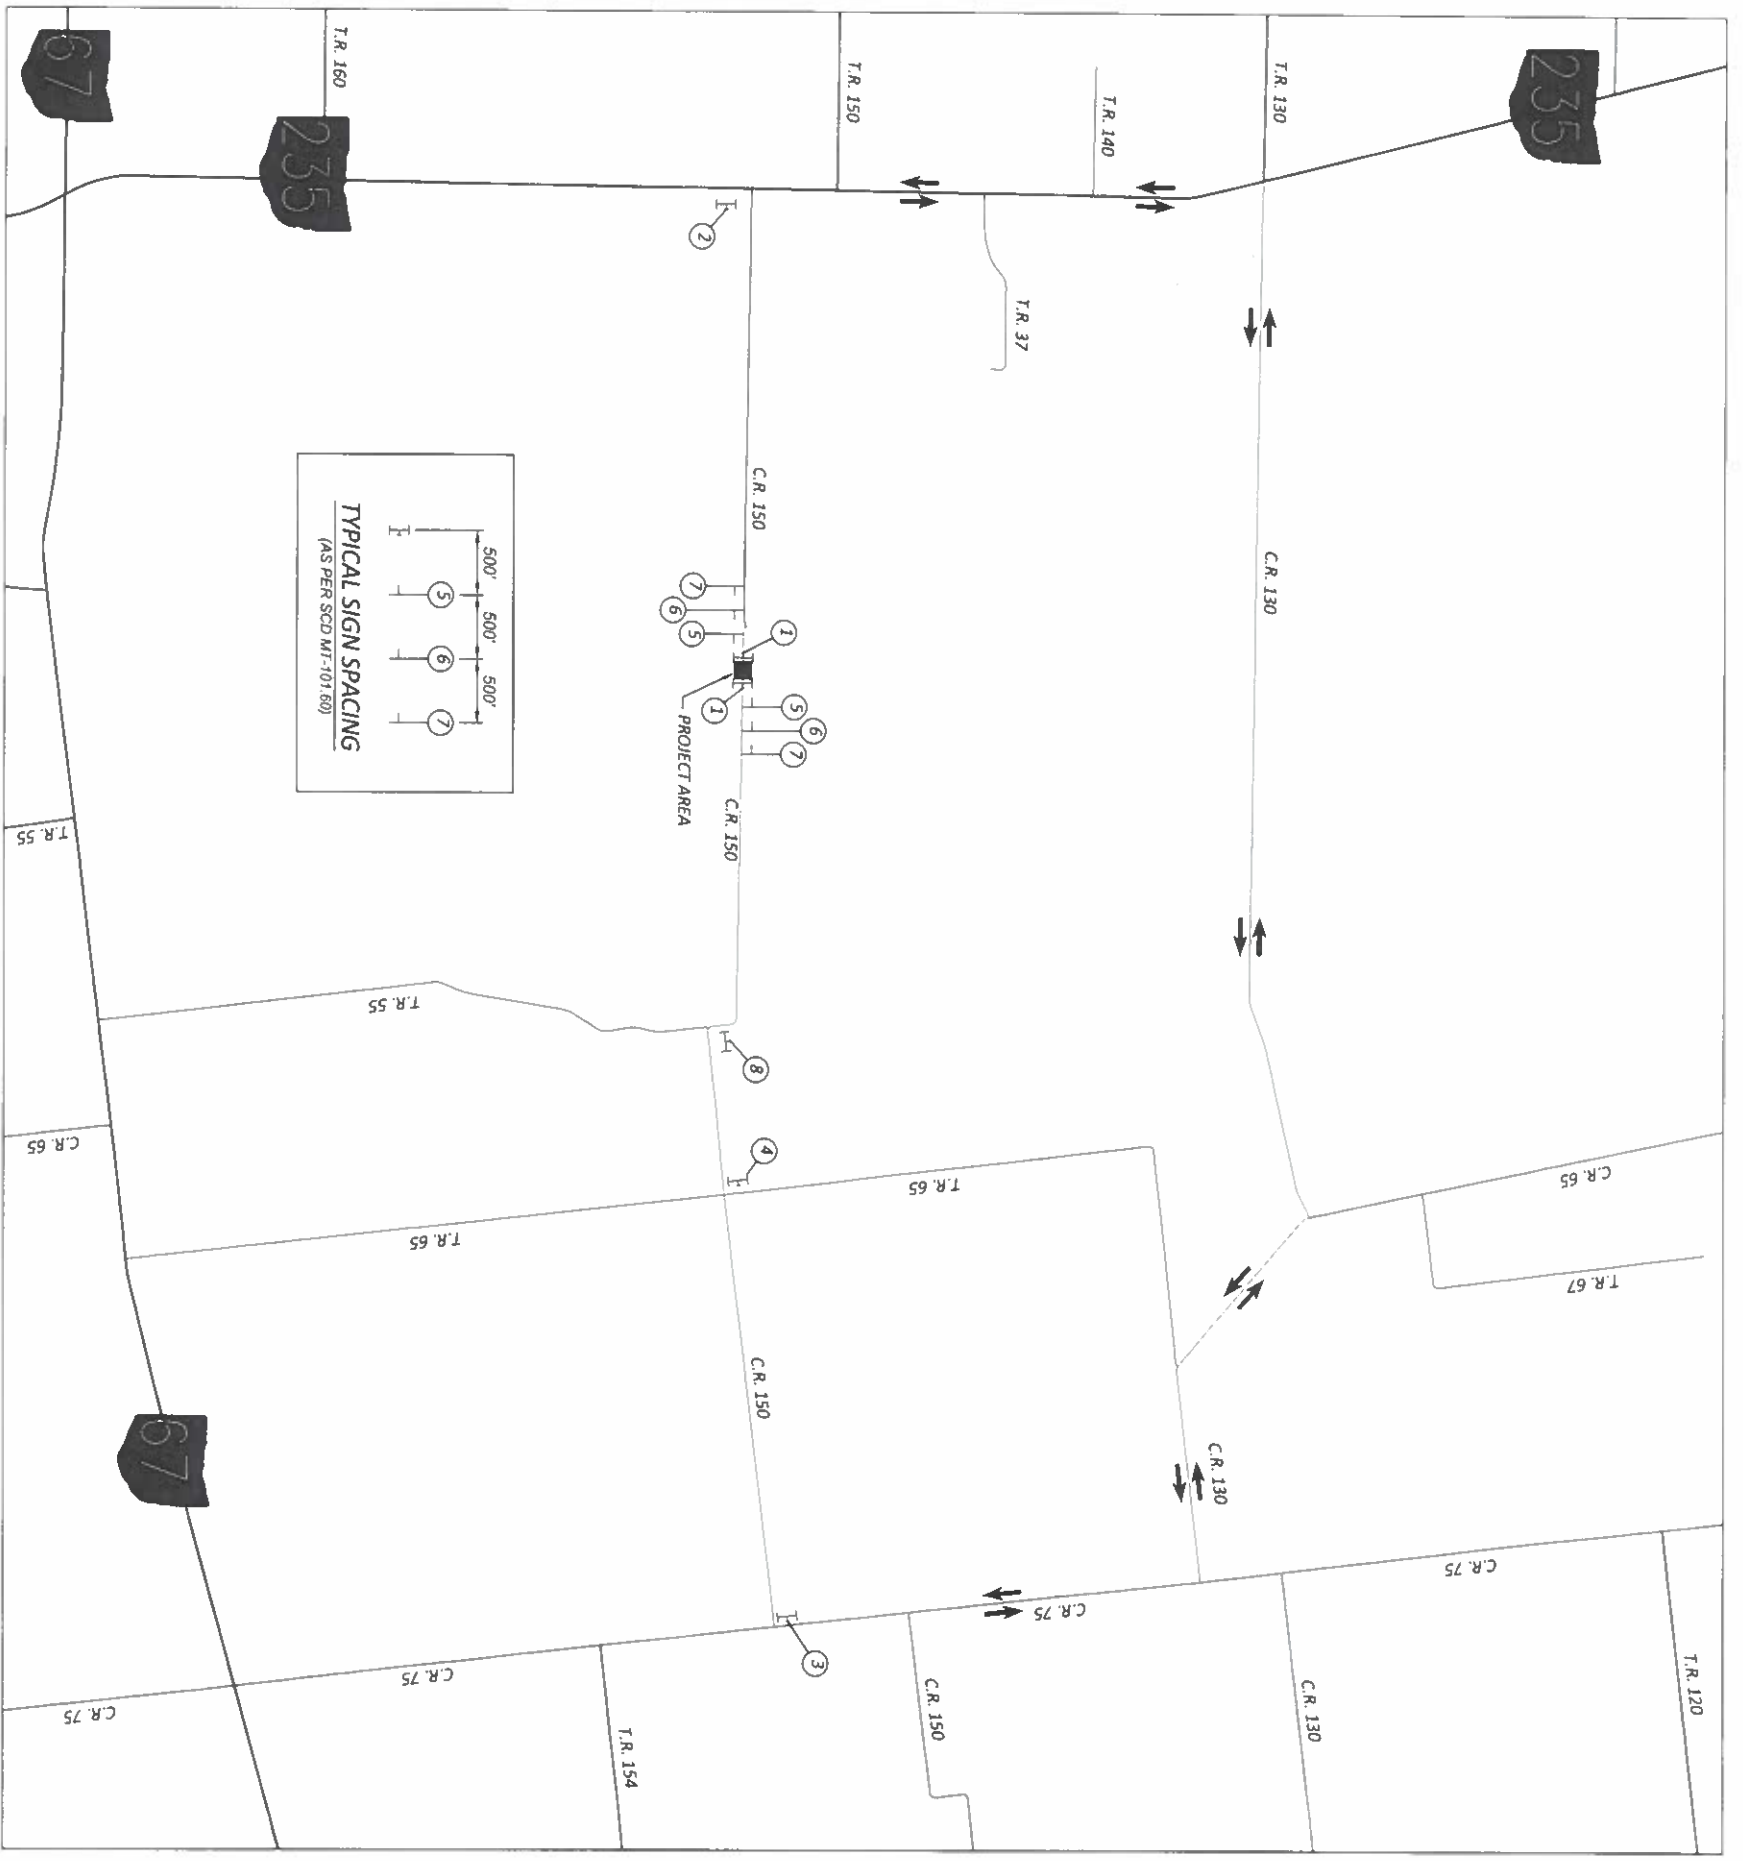 T.R. 120
C.R. 65
T.R. 67
235
C.R. 75
C.R. 130
T.R. 130
C.R. 130
C.R. 130
T.R. 140
C.R. 75
T.R. 37
T.R. 65
C.R. 150
T.R. 150
3
6
1
5
7
4
8
C.R. 150
C.R. 150
C.R. 150
1
2
7
5
6
PROJECT AREA
T.R. 154
500' 500' 500'
5 6 7
TYPICAL SIGN SPACING
(AS PER SCD MT-101.60)
T.R. 65
C.R. 75
T.R. 55
T.R. 160
235
67
C.R. 75
67
C.R. 65
T.R. 55